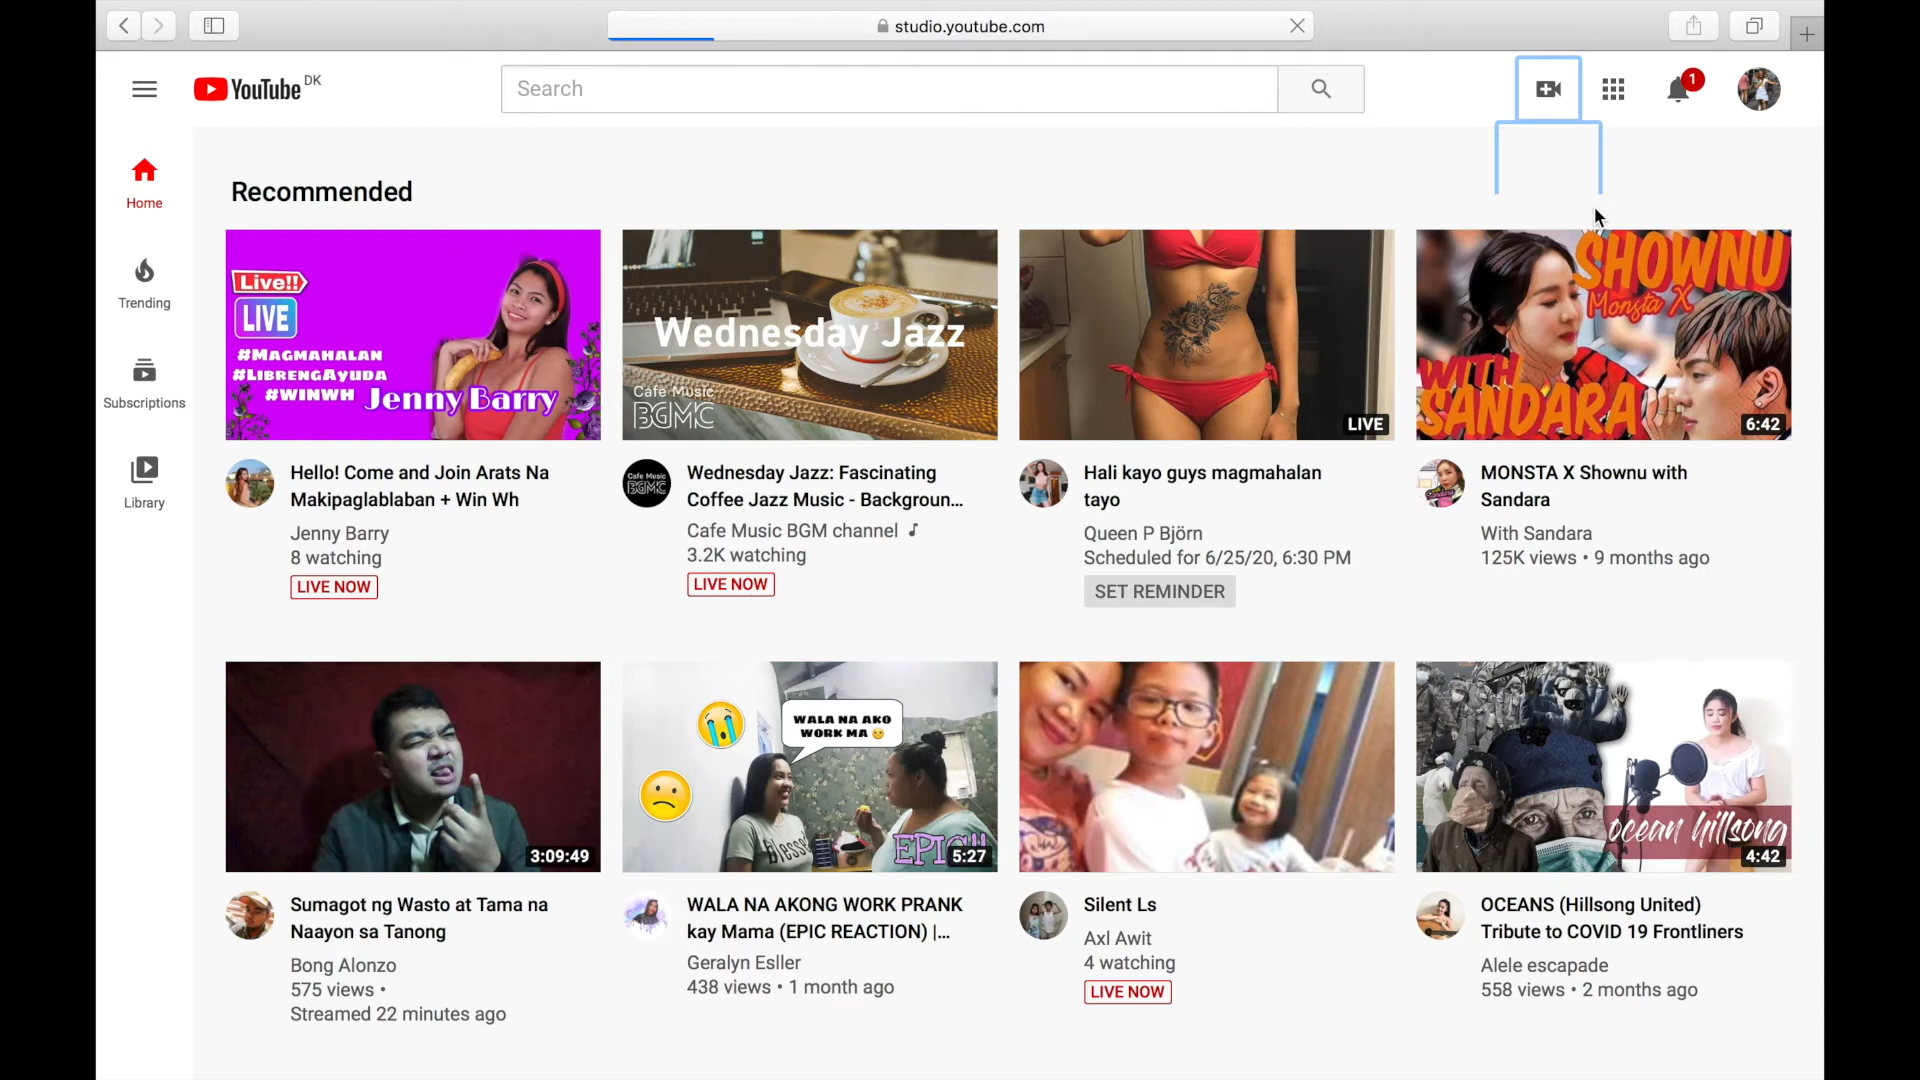 studio.youtube.com
YouTube DK
Search
1
Home
Trending
Subscriptions
Library
Recommended
Live!!
LIVE
#MAGMAHALAN
#LIBRENGAYUDA
#WINWH
Jenny Barry
Hello! Come and Join Arats Na
Makipaglablaban + Win Wh
Jenny Barry
8 watching
LIVE NOW
Wednesday Jazz
Cafe Music
BGMC
Cafe Music
BGMC
Wednesday Jazz: Fascinating
Coffee Jazz Music - Backgroun...
Cafe Music BGM channel
3.2K watching
LIVE NOW
LIVE
Hali kayo guys magmahalan
tayo
Queen P Björn
Scheduled for 6/25/20, 6:30 PM
SET REMINDER
SHOWNU
Monsta X
WITH
SANDARA
6:42
MONSTA X Shownu with
Sandara
With Sandara
125K views • 9 months ago
3:09:49
Sumagot ng Wasto at Tama na
Naayon sa Tanong
Bong Alonzo
575 views •
Streamed 22 minutes ago
WALA NA AKO
WORK MA
blesse
EPIC!!
5:27
WALA NA AKONG WORK PRANK
kay Mama (EPIC REACTION) |...
Geralyn Esller
438 views • 1 month ago
Silent Ls
Axl Awit
4 watching
LIVE NOW
ocean hillsong
4:42
OCEANS (Hillsong United)
Tribute to COVID 19 Frontliners
Alele escapade
558 views • 2 months ago